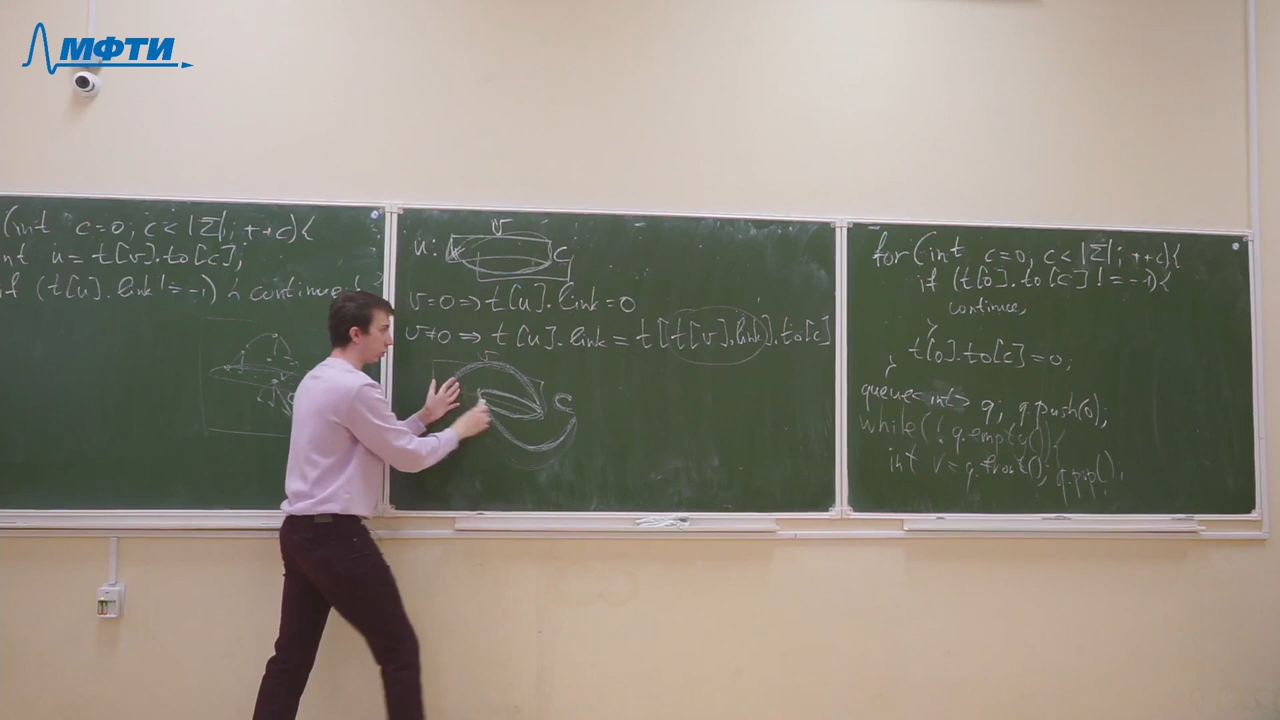 МФТИ
(int c=0; c<|Σ|; ++c){
int u=t[v].to[c];
if (t[u].link!=-1) { continue;
u: v c
v=0 ⇒ t[u].link=0
v≠0 ⇒ t[u].link = t[t[v].link].to[c]
v
c
for (int c=0; c<|Σ|; ++c){
if (t[0].to[c] != -1){
continue;
}
t[0].to[c]=0;
}
queue<int> q; q.push(0);
while (!q.empty()){
int v = q.front(); q.pop();